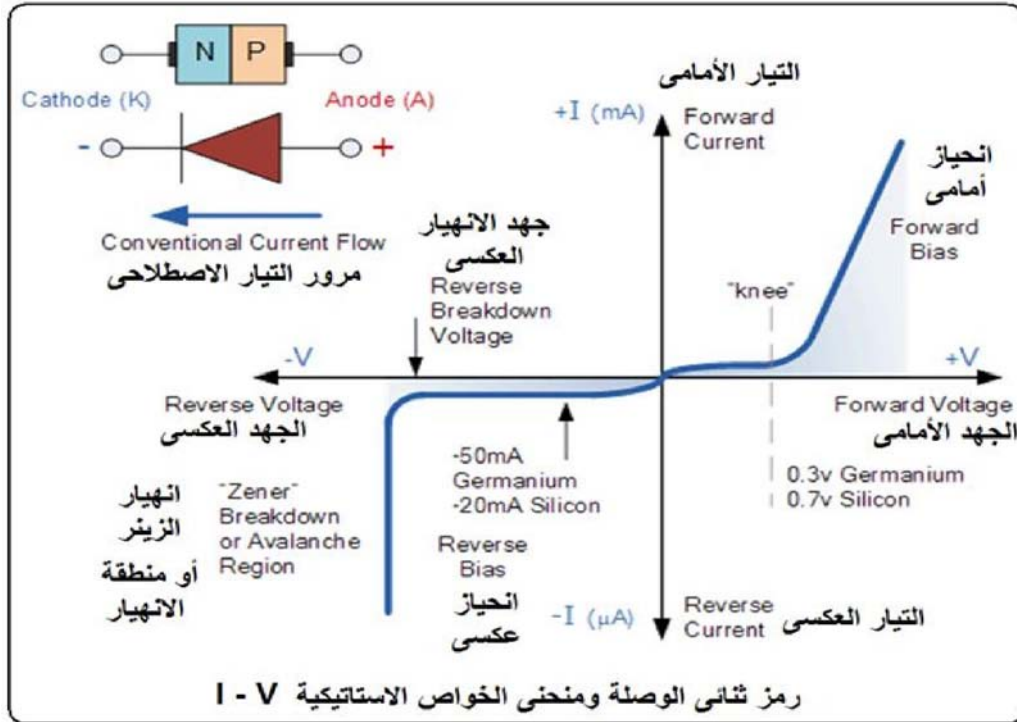 N P
Cathode (K)
Anode (A)
- +
Conventional Current Flow
مرور التيار الاصطلاحى
التيار الأمامى
+I (mA)
Forward
Current
انحياز
أمامى
Forward
Bias
جهد الانهيار
العكسى
Reverse
Breakdown
Voltage
"knee"
-V
+V
Reverse Voltage
الجهد العكسى
Forward Voltage
الجهد الأمامى
-50mA
Germanium
-20mA Silicon
0.3v Germanium
0.7v Silicon
انهيار
الزينر
أو منطقة
الانهيار
"Zener"
Breakdown
or Avalanche
Region
Reverse
Bias
انحياز
عكسى
-I (µA)
Reverse
Current
التيار العكسى
رمز ثنائى الوصلة ومنحنى الخواص الاستاتيكية I - V